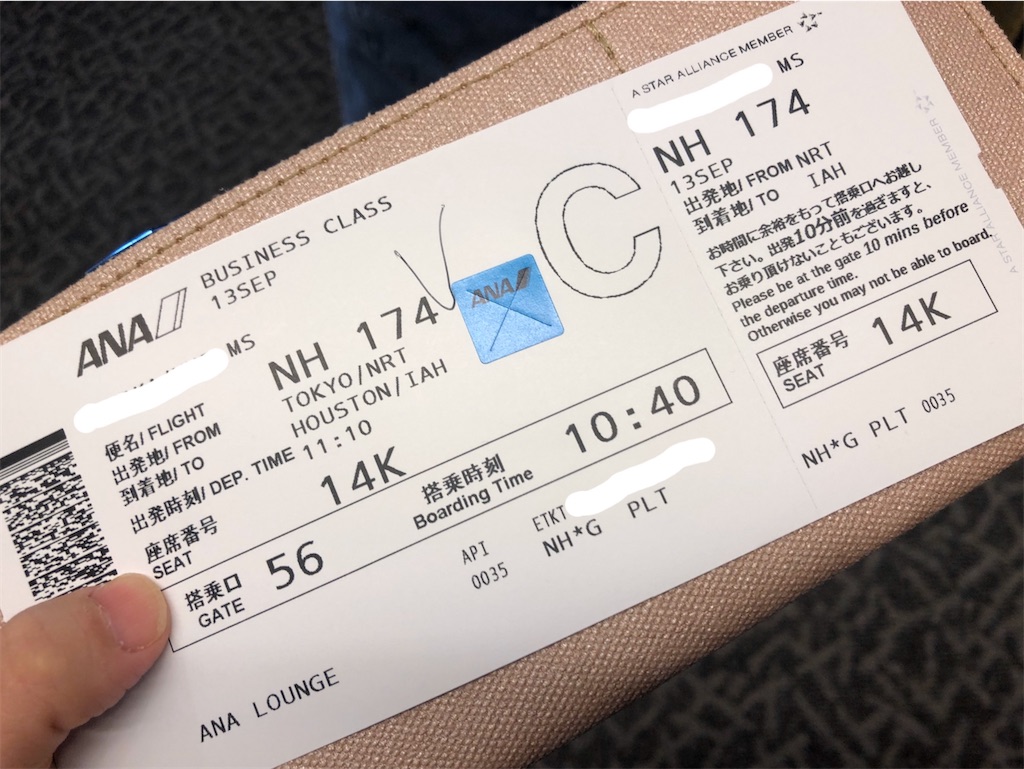 ANA
BUSINESS CLASS
13SEP
MS
便名/ FLIGHT NH 174
出発地/ FROM TOKYO/NRT
到着地/ TO HOUSTON/IAH
出発時刻/ DEP. TIME 11:10
座席番号
SEAT 14K
搭乗口
GATE 56
搭乗時刻
Boarding Time 10:40
ETKT
API NH*G PLT
0035
ANA LOUNGE
ANA
C
A STAR ALLIANCE MEMBER
MS
NH 174
13SEP
出発地/ FROM NRT
到着地/ TO IAH
お時間に余裕をもって搭乗口へお越し
下さい。出発10分前を過ぎますと、
お乗り頂けないこともございます。
Please be at the gate 10 mins before
the departure time.
Otherwise you may not be able to board.
座席番号
SEAT 14K
NH*G PLT 0035
A STAR ALLIANCE MEMBER